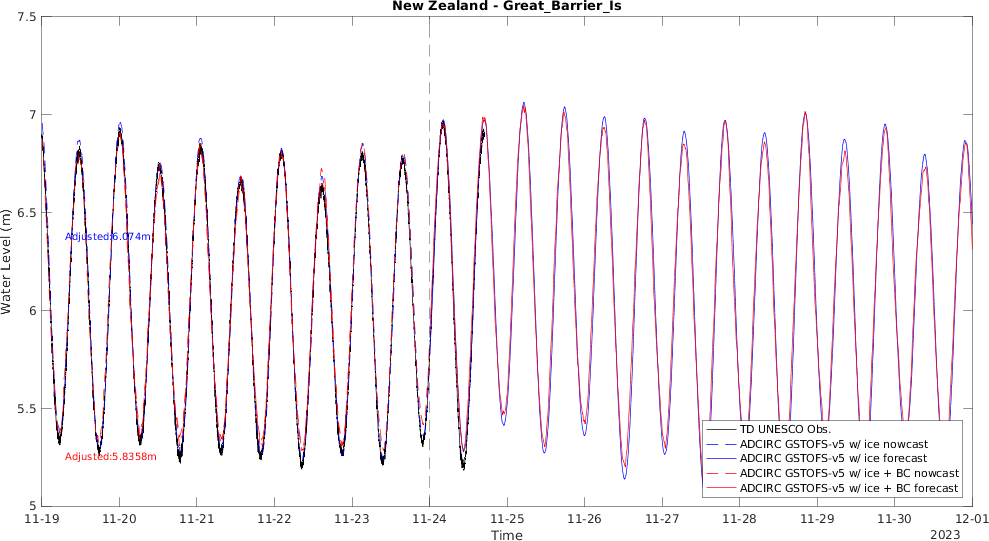 New Zealand - Great_Barrier_Is
7.5
7
6.5
6
5.5
5
Water Level (m)
Adjusted:6.074m
Adjusted:5.8358m
TD UNESCO Obs.
ADCIRC GSTOFS-v5 w/ ice nowcast
ADCIRC GSTOFS-v5 w/ ice forecast
ADCIRC GSTOFS-v5 w/ ice + BC nowcast
ADCIRC GSTOFS-v5 w/ ice + BC forecast
11-19 11-20 11-21 11-22 11-23 11-24 11-25 11-26 11-27 11-28 11-29 11-30 12-01
Time
2023